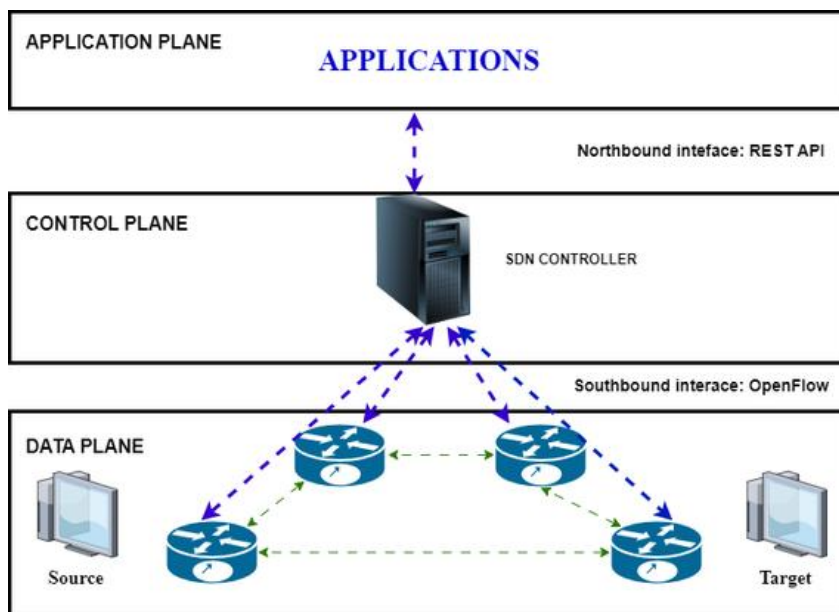 APPLICATION PLANE
APPLICATIONS
Northbound inteface: REST API
CONTROL PLANE
SDN CONTROLLER
Southbound interace: OpenFlow
DATA PLANE
Source
Target